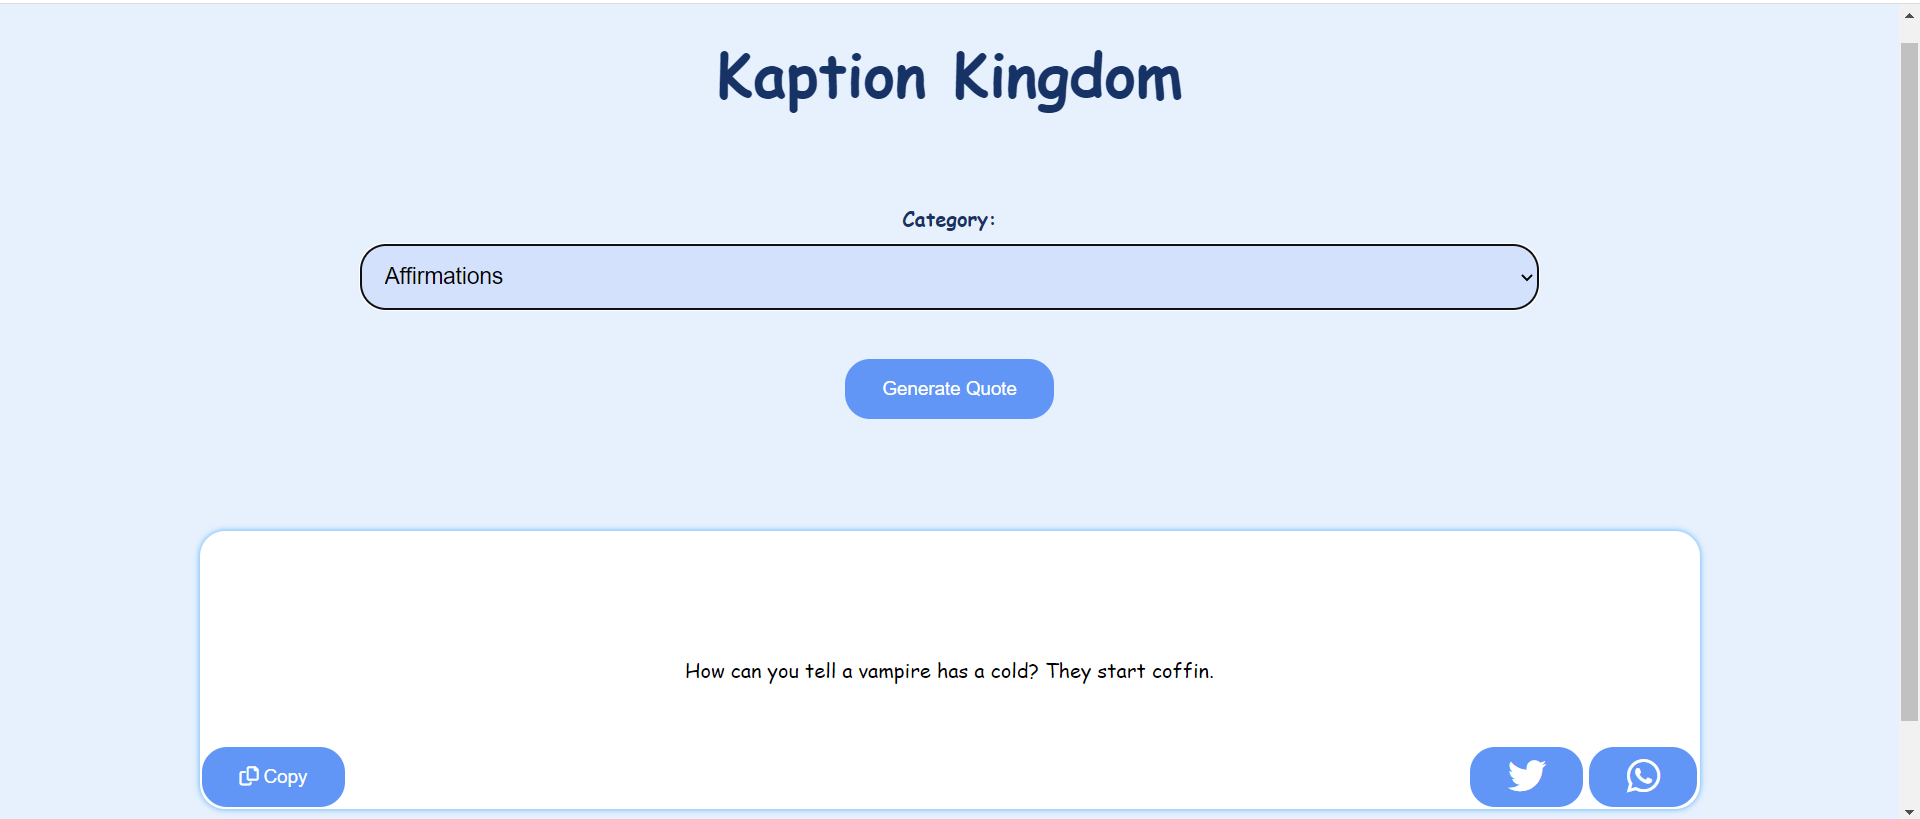 Kaption Kingdom
Category:
Affirmations
Generate Quote
How can you tell a vampire has a cold? They start coffin.
Copy